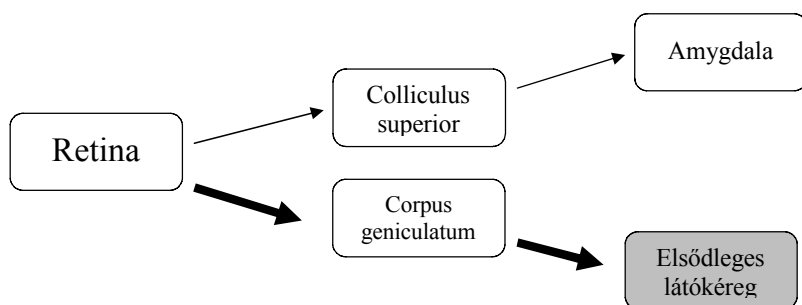 Amygdala
Colliculus
superior
Retina
Corpus
geniculatum
Elsődleges
látókéreg